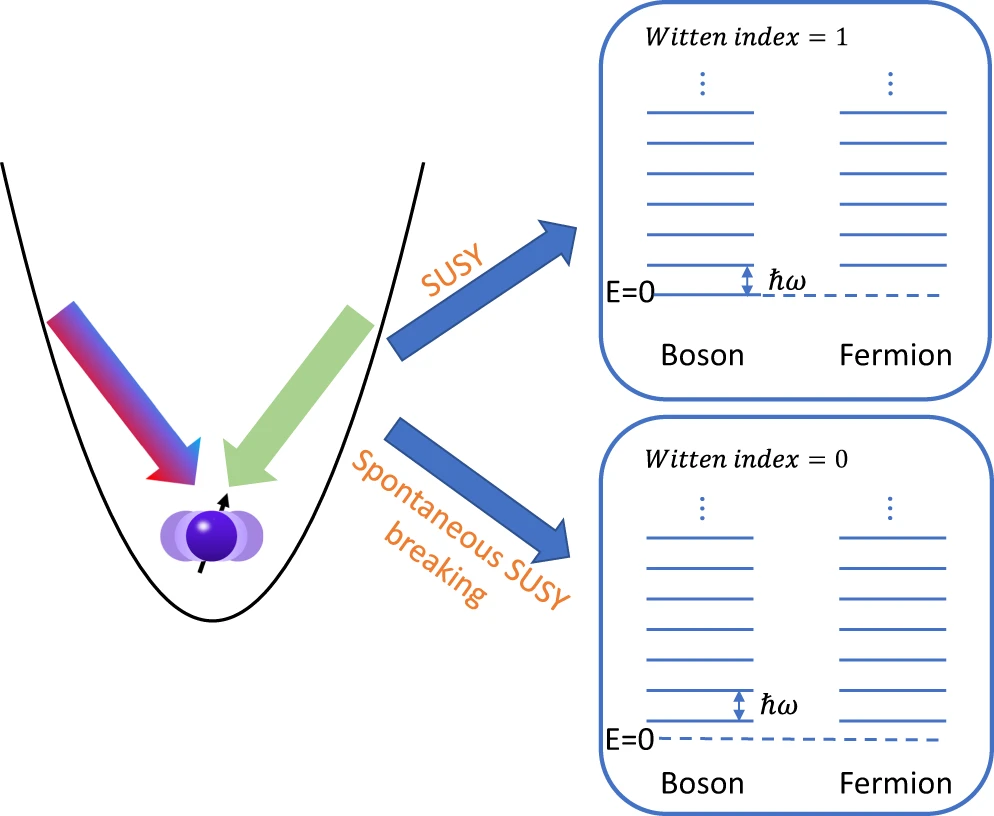 Witten index = 1
⋮ ⋮
SUSY
E=0
ħω
Boson Fermion
Spontaneous SUSY
breaking
Witten index = 0
⋮ ⋮
ħω
E=0
Boson Fermion